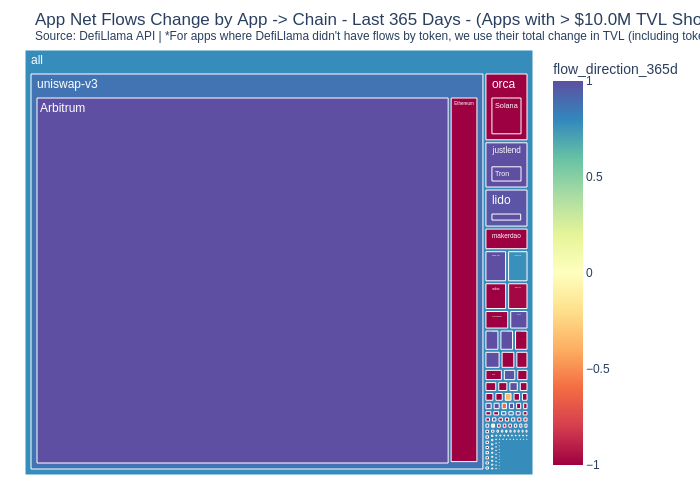 App Net Flows Change by App -> Chain - Last 365 Days - (Apps with > $10.0M TVL Sho
Source: DefiLlama API | *For apps where DefiLlama didn't have flows by token, we use their total change in TVL (including toke
all
uniswap-v3
Arbitrum
Ethereum
orca
Solana
justlend
Tron
lido
makerdao
flow_direction_365d
1
0.5
0
−0.5
−1